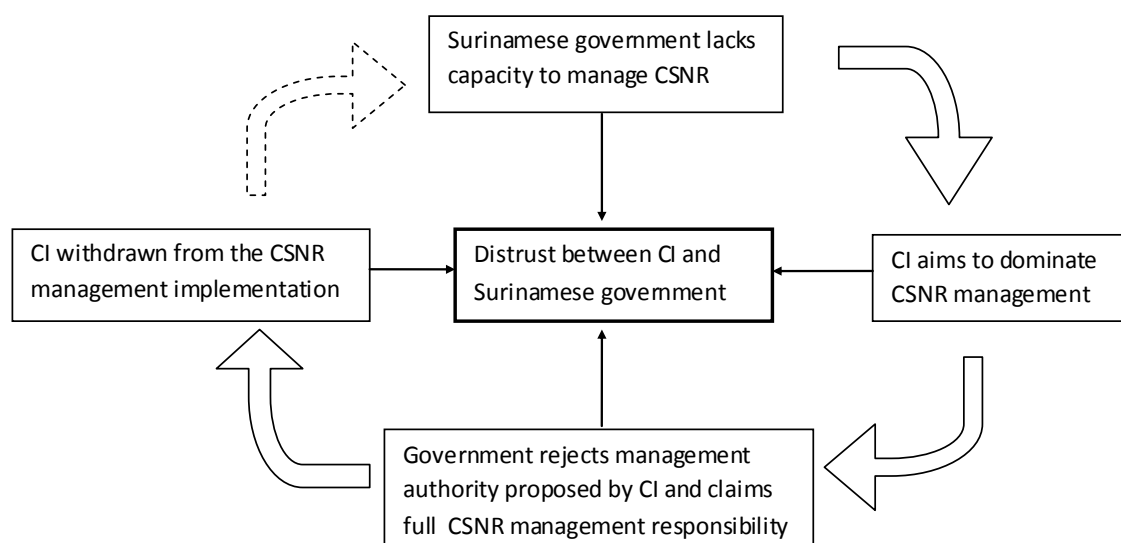 Surinamese government lacks
capacity to manage CSNR
CI withdrawn from the CSNR
management implementation
Distrust between CI and
Surinamese government
CI aims to dominate
CSNR management
Government rejects management
authority proposed by CI and claims
full CSNR management responsibility